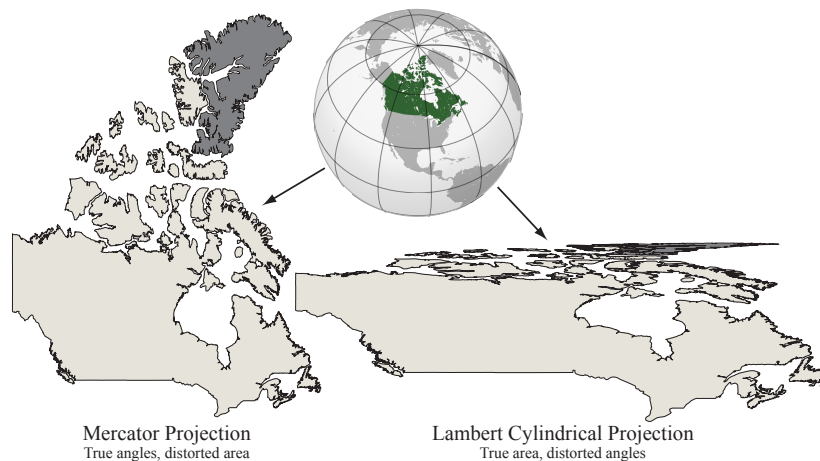 Mercator Projection
True angles, distorted area
Lambert Cylindrical Projection
True area, distorted angles